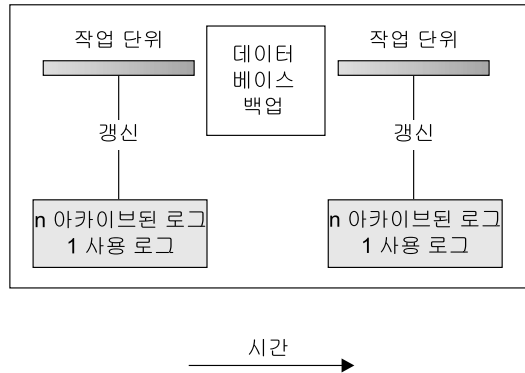 작업 단위
데이터
베이스
백업
작업 단위
갱신
갱신
n 아카이브된 로그
1 사용 로그
n 아카이브된 로그
1 사용 로그
시간